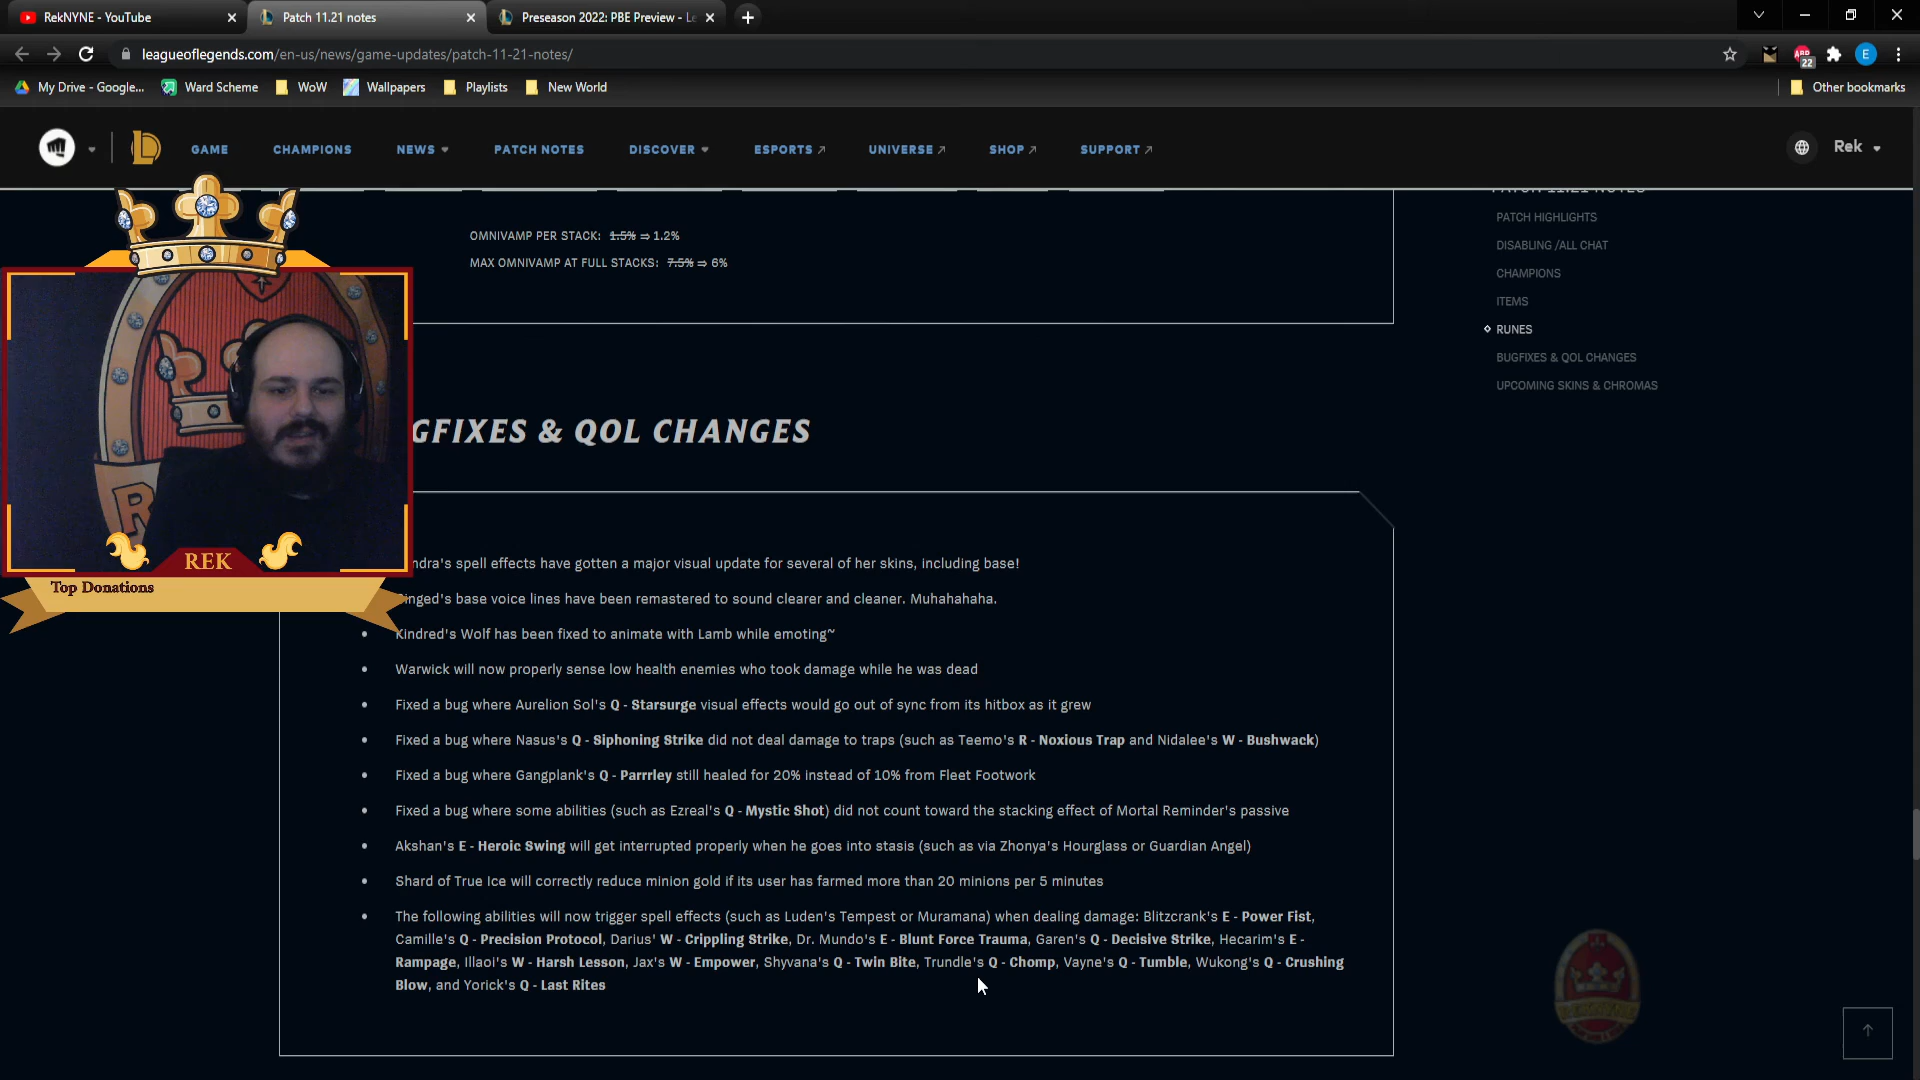 RekNYNE - YouTube
Patch 11.21 notes
Preseason 2022: PBE Preview - Le
leagueoflegends.com/en-us/news/game-updates/patch-11-21-notes/
22
E
My Drive - Google...
Ward Scheme
WoW
Wallpapers
Playlists
New World
Other bookmarks
GAME
CHAMPIONS
NEWS
PATCH NOTES
DISCOVER
ESPORTS
UNIVERSE
SHOP
SUPPORT
Rek
PATCH 11.21 NOTES
PATCH HIGHLIGHTS
DISABLING /ALL CHAT
CHAMPIONS
ITEMS
RUNES
BUGFIXES & QOL CHANGES
UPCOMING SKINS & CHROMAS
OMNIVAMP PER STACK: 1.5% ⇒ 1.2%
MAX OMNIVAMP AT FULL STACKS: 7.5% ⇒ 6%
GFIXES & QOL CHANGES
R
REK
Top Donations
ndra's spell effects have gotten a major visual update for several of her skins, including base!
inged's base voice lines have been remastered to sound clearer and cleaner. Muhahahaha.
Kindred's Wolf has been fixed to animate with Lamb while emoting~
Warwick will now properly sense low health enemies who took damage while he was dead
Fixed a bug where Aurelion Sol's Q - Starsurge visual effects would go out of sync from its hitbox as it grew
Fixed a bug where Nasus's Q - Siphoning Strike did not deal damage to traps (such as Teemo's R - Noxious Trap and Nidalee's W - Bushwack)
Fixed a bug where Gangplank's Q - Parrrley still healed for 20% instead of 10% from Fleet Footwork
Fixed a bug where some abilities (such as Ezreal's Q - Mystic Shot) did not count toward the stacking effect of Mortal Reminder's passive
Akshan's E - Heroic Swing will get interrupted properly when he goes into stasis (such as via Zhonya's Hourglass or Guardian Angel)
Shard of True Ice will correctly reduce minion gold if its user has farmed more than 20 minions per 5 minutes
The following abilities will now trigger spell effects (such as Luden's Tempest or Muramana) when dealing damage: Blitzcrank's E - Power Fist,
Camille's Q - Precision Protocol, Darius' W - Crippling Strike, Dr. Mundo's E - Blunt Force Trauma, Garen's Q - Decisive Strike, Hecarim's E -
Rampage, Illaoi's W - Harsh Lesson, Jax's W - Empower, Shyvana's Q - Twin Bite, Trundle's Q - Chomp, Vayne's Q - Tumble, Wukong's Q - Crushing
Blow, and Yorick's Q - Last Rites